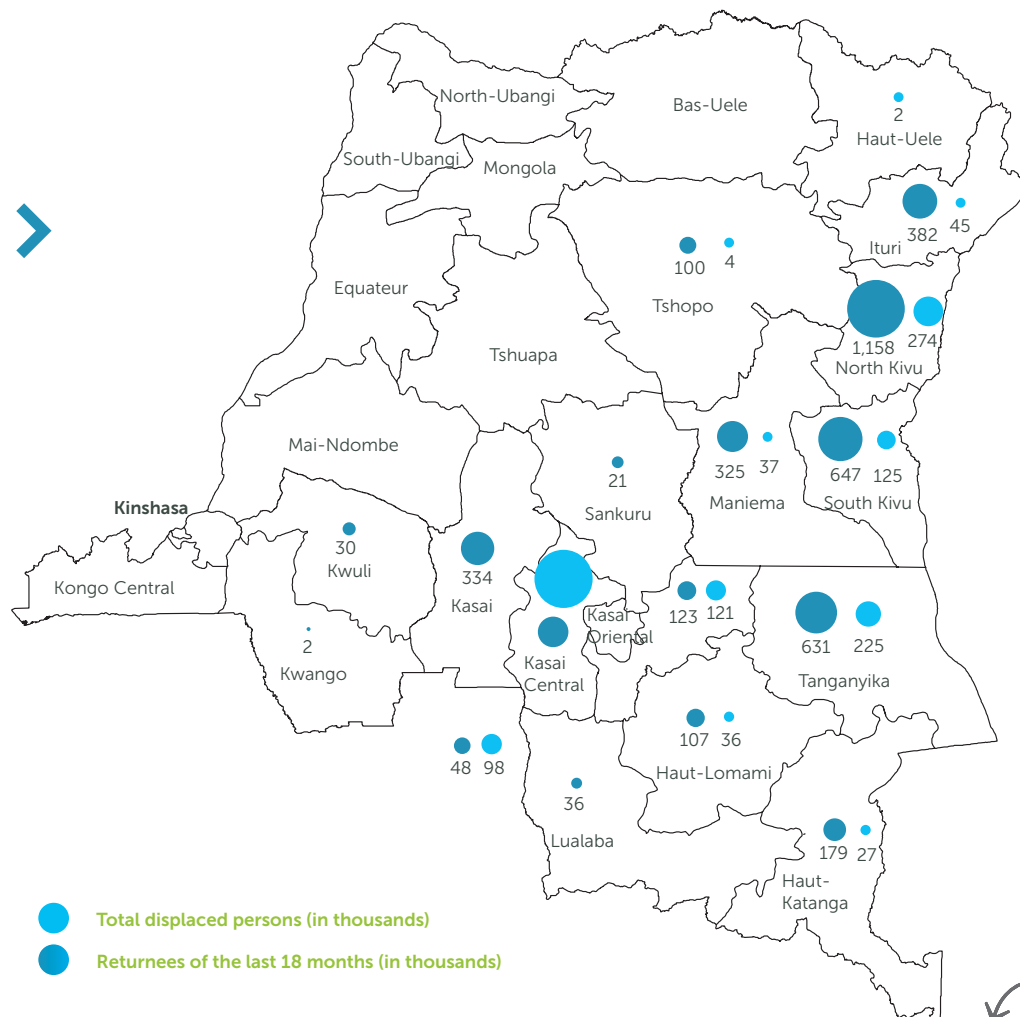 North-Ubangi
Bas-Uele
2
Haut-Uele
South-Ubangi
Mongola
Ituri
382
45
Equateur
100
4
Tshopo
1,158
274
North Kivu
Tshuapa
Mai-Ndombe
21
Sankuru
325
37
Maniema
647
125
South Kivu
Kinshasa
30
Kwuli
334
Kasai
Kongo Central
2
Kwango
Kasai
Oriental
Kasai
Central
123
121
631
225
Tanganyika
48
98
107
36
Haut-Lomami
36
Lualaba
179
27
Haut-
Katanga
Total displaced persons (in thousands)
Returnees of the last 18 months (in thousands)